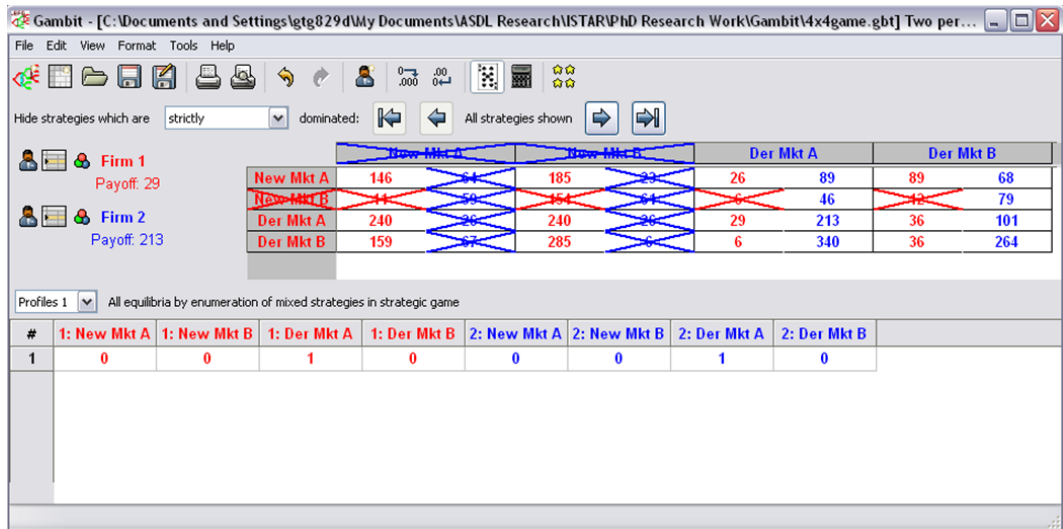 Gambit - [C:\Documents and Settings\gtg829d\My Documents\ASDL Research\ISTAR\PhD Research Work\Gambit\4x4game.gbt] Two per...
File Edit View Format Tools Help
Hide strategies which are strictly dominated: All strategies shown
New Mkt A New Mkt B Der Mkt A Der Mkt B
Firm 1
Payoff: 29
Firm 2
Payoff: 213
New Mkt A 146 64 185 23 26 89 89 68
New Mkt B 11 59 154 61 6 46 12 79
Der Mkt A 240 26 240 26 29 213 36 101
Der Mkt B 159 67 285 6 6 340 36 264
Profiles 1 All equilibria by enumeration of mixed strategies in strategic game
# 1: New Mkt A 1: New Mkt B 1: Der Mkt A 1: Der Mkt B 2: New Mkt A 2: New Mkt B 2: Der Mkt A 2: Der Mkt B
1 0 0 1 0 0 0 1 0